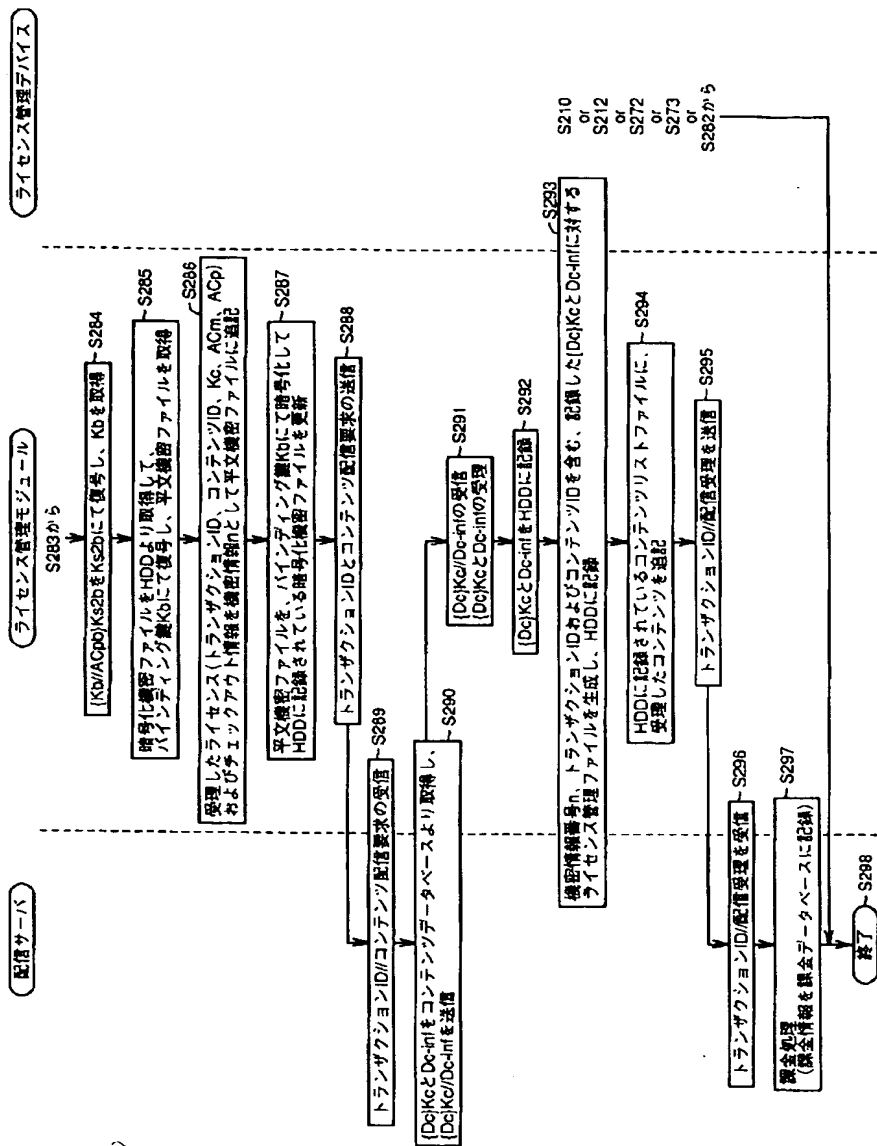 配信サーバ
ライセンス管理モジュール
ライセンス管理デバイス
S283から
{Kb//ACpb}Ks2bをKs2bにて復号し、Kbを取得
S284
暗号化機密ファイルをHDDより取得して、
バインディング鍵Kbにて復号し、平文機密ファイルを取得
S285
受理したライセンス(トランザクションID、コンテンツID、Kc、ACm、ACp)
およびチェックアウト情報を機密情報nとして平文機密ファイルに追記
S286
平文機密ファイルを、バインディング鍵Kbにて暗号化して
HDDに記録されている暗号化機密ファイルを更新
S287
トランザクションIDとコンテンツ配信要求の送信
S288
トランザクションID//コンテンツ配信要求の受信
S289
{Dc}KcとDc-infをコンテンツデータベースより取得し、
{Dc}Kc//Dc-infを送信
S290
{Dc}Kc//Dc-infの受信
{Dc}KcとDc-infの受理
S291
{Dc}KcとDc-infをHDDに記録
S292
機密情報番号n、トランザクションIDおよびコンテンツIDを含む、記録した{Dc}KcとDc-infに対する
ライセンス管理ファイルを生成し、HDDに記録
S293
HDDに記録されているコンテンツリストファイルに、
受理したコンテンツを追記
S294
トランザクションID//配信受理を送信
S295
トランザクションID//配信受理を受信
S296
課金処理
(課金情報を課金データベースに記録)
S297
S210
or
S212
or
S272
or
S273
or
S282から
終了
S298